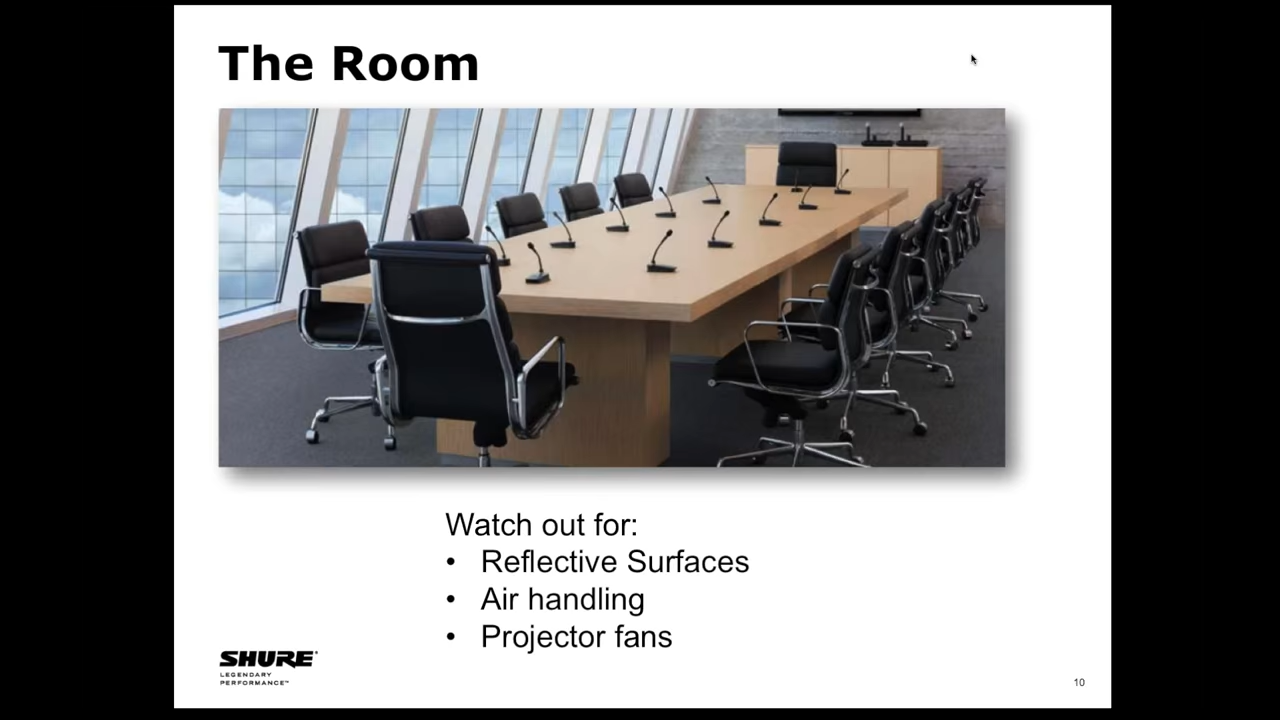 The Room
Watch out for:
• Reflective Surfaces
• Air handling
• Projector fans
SHURE
LEGENDARY
PERFORMANCE™
10